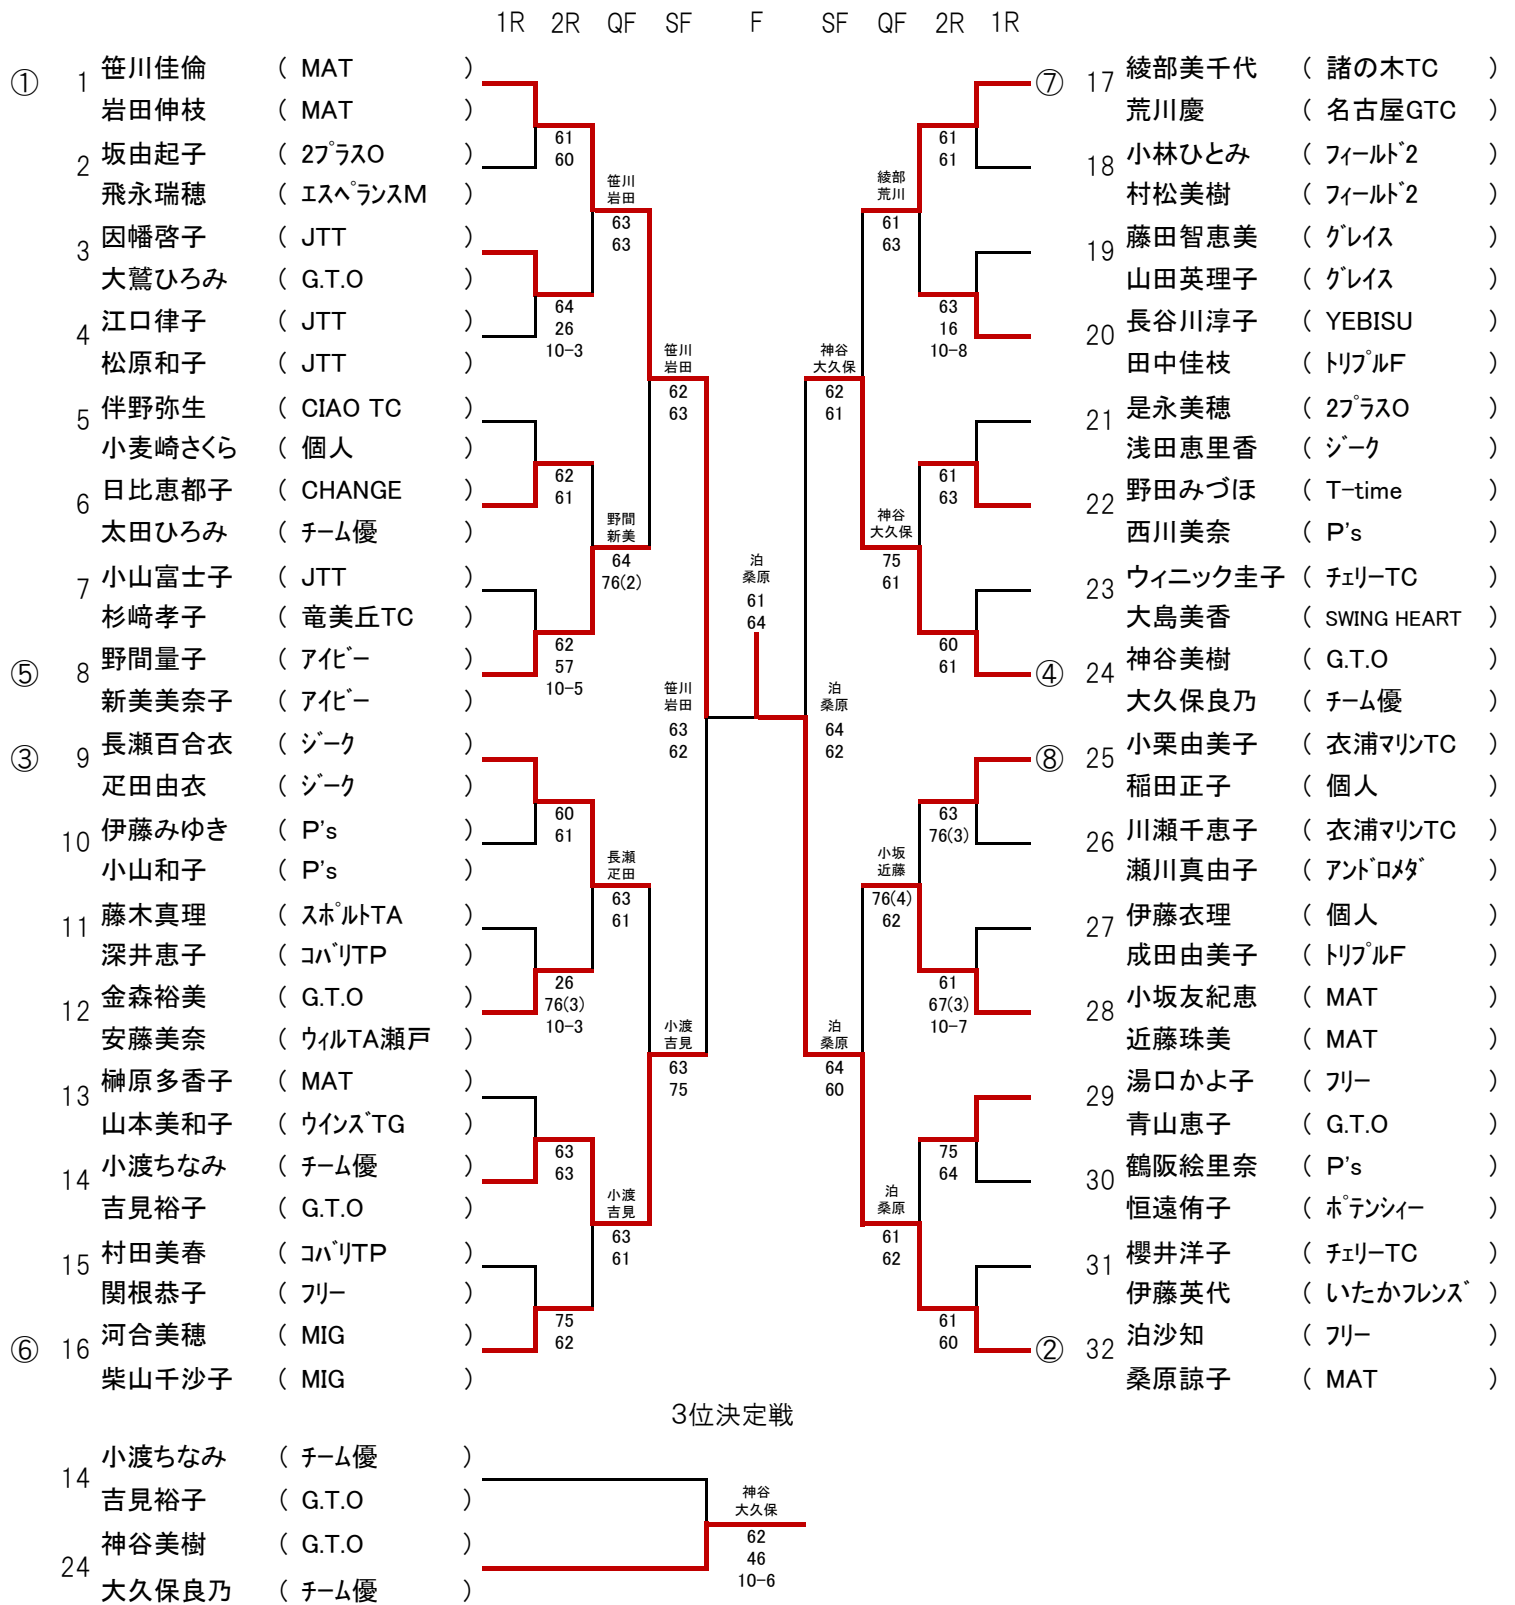 1R 2R QF SF F SF QF 2R 1R
① 1 笹川佳倫 ( MAT )
岩田伸枝 ( MAT )
2 坂由起子 ( 2ﾌﾟﾗｽO )
飛永瑞穂 ( ｴｽﾍﾟﾗﾝｽM )
3 因幡啓子 ( JTT )
大鷲ひろみ ( G.T.O )
4 江口律子 ( JTT )
松原和子 ( JTT )
5 伴野弥生 ( CIAO TC )
小麦崎さくら ( 個人 )
6 日比恵都子 ( CHANGE )
太田ひろみ ( ﾁｰﾑ優 )
7 小山富士子 ( JTT )
杉﨑孝子 ( 竜美丘TC )
⑤ 8 野間量子 ( ｱｲﾋﾞｰ )
新美美奈子 ( ｱｲﾋﾞｰ )
③ 9 長瀬百合衣 ( ｼﾞｰｸ )
疋田由衣 ( ｼﾞｰｸ )
10 伊藤みゆき ( P's )
小山和子 ( P's )
11 藤木真理 ( ｽﾎﾟﾙﾄTA )
深井恵子 ( ｺﾊﾞﾘTP )
12 金森裕美 ( G.T.O )
安藤美奈 ( ｳｨﾙTA瀬戸 )
13 榊原多香子 ( MAT )
山本美和子 ( ｳｲﾝｽﾞTG )
14 小渡ちなみ ( ﾁｰﾑ優 )
吉見裕子 ( G.T.O )
15 村田美春 ( ｺﾊﾞﾘTP )
関根恭子 ( ﾌﾘｰ )
⑥ 16 河合美穂 ( MIG )
柴山千沙子 ( MIG )
61
60
64
26
10-3
62
61
62
57
10-5
60
61
26
76(3)
10-3
63
63
75
62
笹川
岩田
63
63
野間
新美
64
76(2)
長瀬
疋田
63
61
小渡
吉見
63
61
笹川
岩田
62
63
小渡
吉見
63
75
笹川
岩田
63
62
泊
桑原
61
64
泊
桑原
64
62
神谷
大久保
62
61
泊
桑原
64
60
綾部
荒川
61
63
神谷
大久保
75
61
小坂
近藤
76(4)
62
泊
桑原
61
62
61
61
63
16
10-8
61
63
60
61
63
76(3)
61
67(3)
10-7
75
64
61
60
⑦ 17 綾部美千代 ( 諸の木TC )
荒川慶 ( 名古屋GTC )
18 小林ひとみ ( ﾌｨｰﾙﾄﾞ2 )
村松美樹 ( ﾌｨｰﾙﾄﾞ2 )
19 藤田智恵美 ( ｸﾞﾚｲｽ )
山田英理子 ( ｸﾞﾚｲｽ )
20 長谷川淳子 ( YEBISU )
田中佳枝 ( ﾄﾘﾌﾟﾙF )
21 是永美穂 ( 2ﾌﾟﾗｽO )
浅田恵里香 ( ｼﾞｰｸ )
22 野田みづほ ( T-time )
西川美奈 ( P's )
23 ウィニック圭子 ( ﾁｪﾘｰTC )
大島美香 ( SWING HEART )
④ 24 神谷美樹 ( G.T.O )
大久保良乃 ( ﾁｰﾑ優 )
⑧ 25 小栗由美子 ( 衣浦ﾏﾘﾝTC )
稲田正子 ( 個人 )
26 川瀬千恵子 ( 衣浦ﾏﾘﾝTC )
瀬川真由子 ( ｱﾝﾄﾞﾛﾒﾀﾞ )
27 伊藤衣理 ( 個人 )
成田由美子 ( ﾄﾘﾌﾟﾙF )
28 小坂友紀恵 ( MAT )
近藤珠美 ( MAT )
29 湯口かよ子 ( ﾌﾘｰ )
青山恵子 ( G.T.O )
30 鶴阪絵里奈 ( P's )
恒遠侑子 ( ﾎﾟﾃﾝｼｨｰ )
31 櫻井洋子 ( ﾁｪﾘｰTC )
伊藤英代 ( いたかﾌﾚﾝｽﾞ )
② 32 泊沙知 ( ﾌﾘｰ )
桑原諒子 ( MAT )
3位決定戦
14 小渡ちなみ ( ﾁｰﾑ優 )
吉見裕子 ( G.T.O )
24 神谷美樹 ( G.T.O )
大久保良乃 ( ﾁｰﾑ優 )
神谷
大久保
62
46
10-6